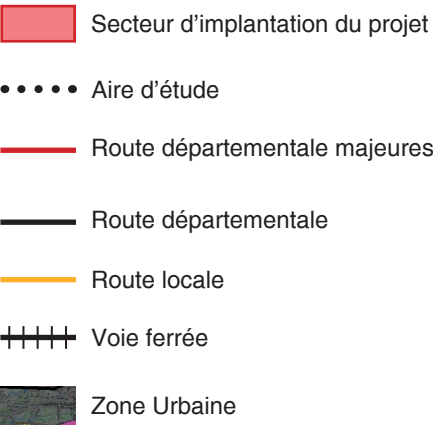 Secteur d’implantation du projet
Aire d’étude
Route départementale majeures
Route départementale
Route locale
Voie ferrée
Zone Urbaine